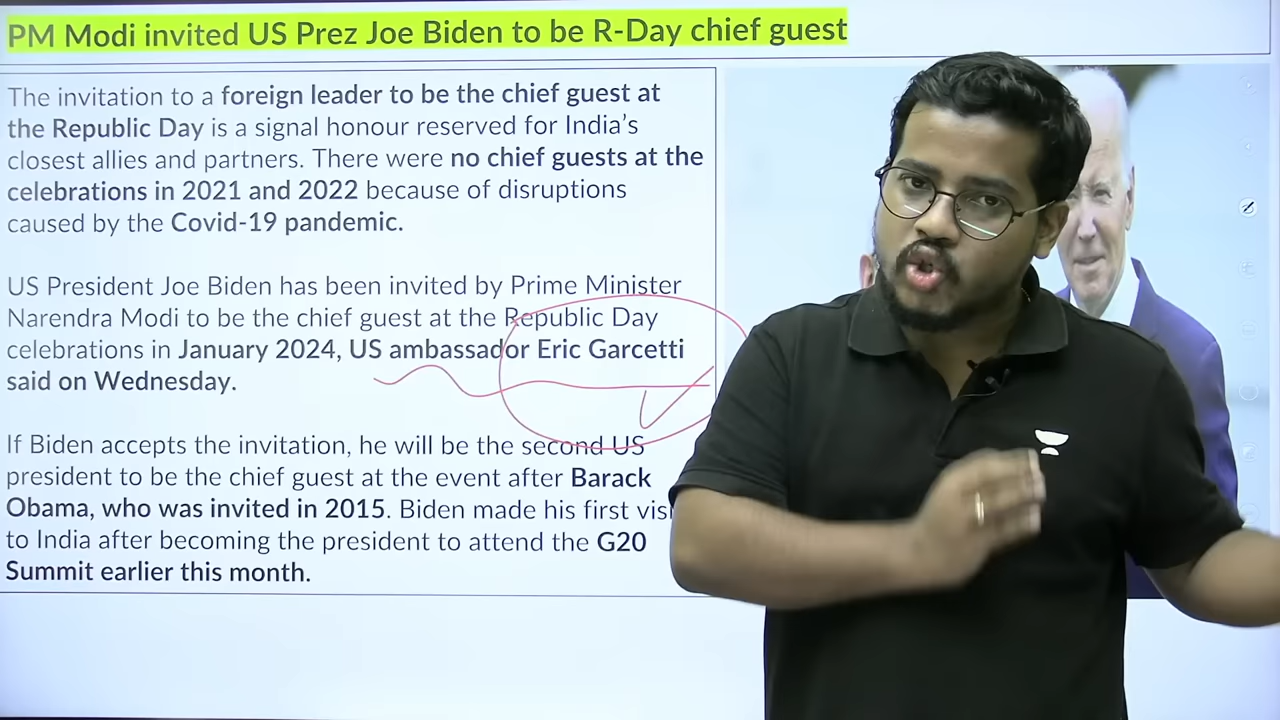 PM Modi invited US Prez Joe Biden to be R-Day chief guest
The invitation to a foreign leader to be the chief guest at
the Republic Day is a signal honour reserved for India’s
closest allies and partners. There were no chief guests at the
celebrations in 2021 and 2022 because of disruptions
caused by the Covid-19 pandemic.
US President Joe Biden has been invited by Prime Minister
Narendra Modi to be the chief guest at the Republic Day
celebrations in January 2024, US ambassador Eric Garcetti
said on Wednesday.
If Biden accepts the invitation, he will be the second US
president to be the chief guest at the event after Barack
Obama, who was invited in 2015. Biden made his first
to India after becoming the president to attend the G20
Summit earlier this month.